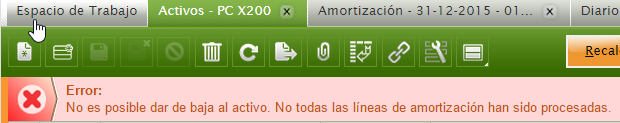 Espacio de Trabajo
Activos - PC X200
Amortización - 31-12-2015 - 01...
Diario
Recal
Error:
No es posible dar de baja al activo. No todas las líneas de amortización han sido procesadas.